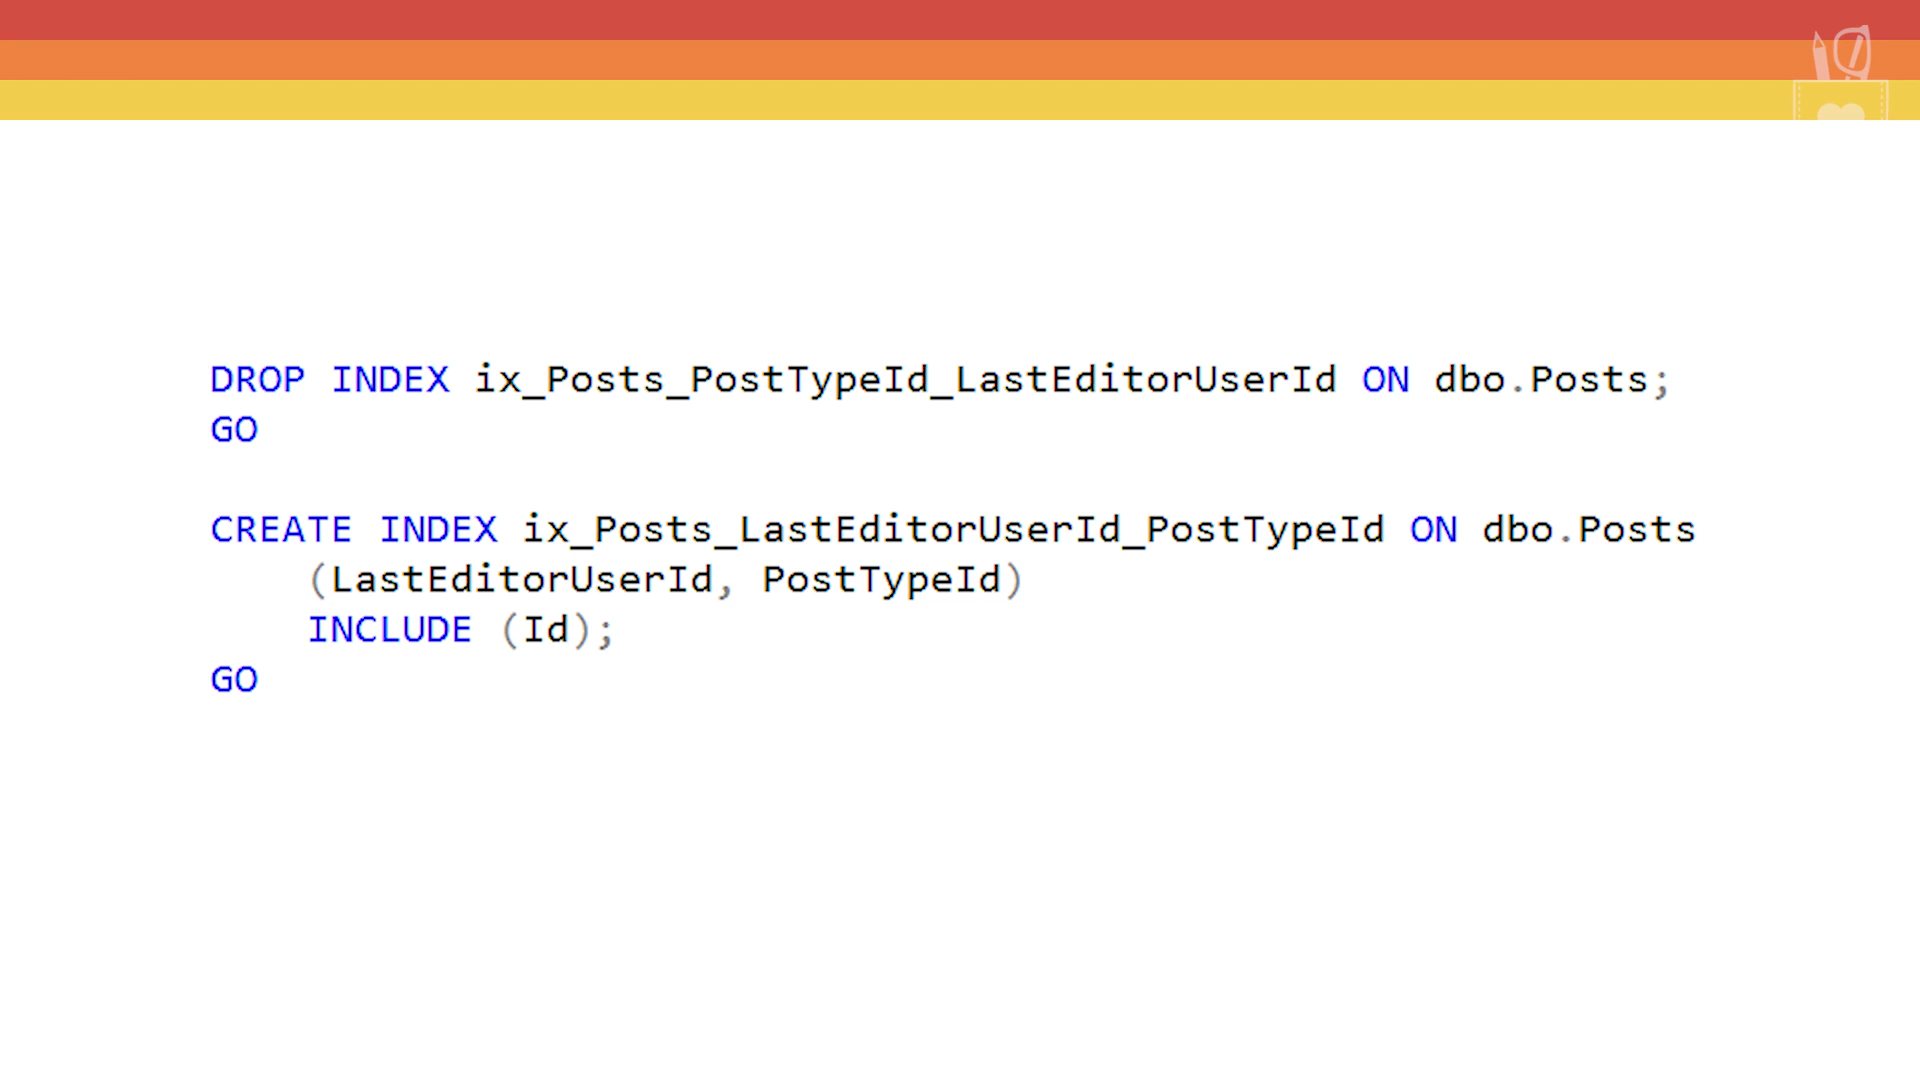 DROP INDEX ix_Posts_PostTypeId_LastEditorUserId ON dbo.Posts;
GO
CREATE INDEX ix_Posts_LastEditorUserId_PostTypeId ON dbo.Posts
(LastEditorUserId, PostTypeId)
INCLUDE (Id);
GO